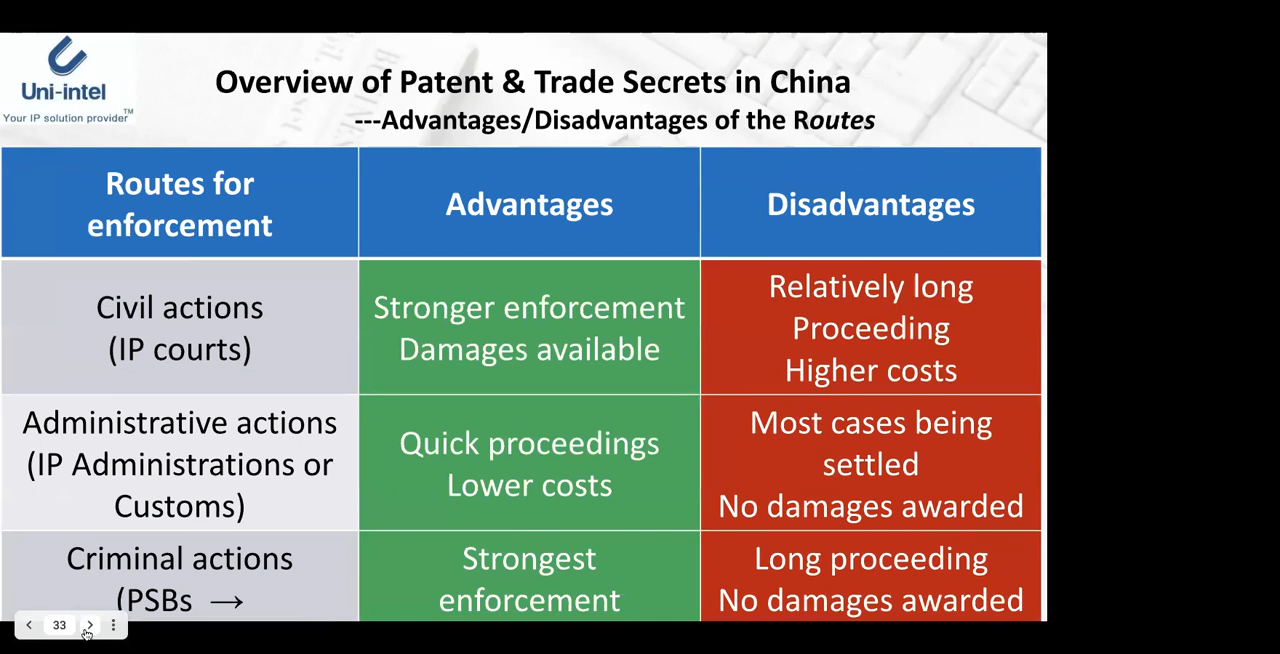 Uni-intel
Your IP solution provider™
Overview of Patent & Trade Secrets in China
---Advantages/Disadvantages of the Routes
Routes for
enforcement
Advantages
Disadvantages
Civil actions
(IP courts)
Stronger enforcement
Damages available
Relatively long
Proceeding
Higher costs
Administrative actions
(IP Administrations or
Customs)
Quick proceedings
Lower costs
Most cases being
settled
No damages awarded
Criminal actions
(PSBs →
Strongest
enforcement
Long proceeding
No damages awarded
33